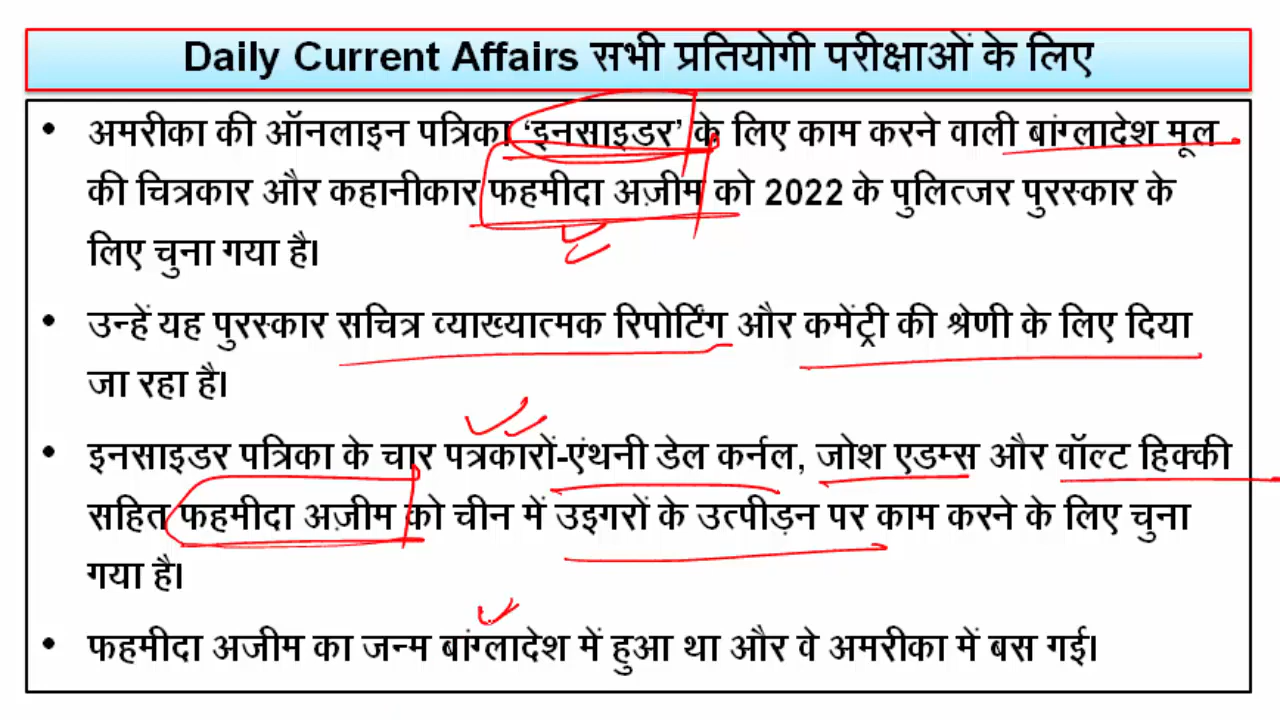 Daily Current Affairs सभी प्रतियोगी परीक्षाओं के लिए
• अमरीका की ऑनलाइन पत्रिका ‘इनसाइडर’ के लिए काम करने वाली बांग्लादेश मूल
की चित्रकार और कहानीकार फहमीदा अज़ीम को 2022 के पुलित्जर पुरस्कार के
लिए चुना गया है।
• उन्हें यह पुरस्कार सचित्र व्याख्यात्मक रिपोर्टिंग और कमेंट्री की श्रेणी के लिए दिया
जा रहा है।
• इनसाइडर पत्रिका के चार पत्रकारों-एंथनी डेल कर्नल, जोश एडम्स और वॉल्ट हिक्की
सहित फहमीदा अज़ीम को चीन में उइगरों के उत्पीड़न पर काम करने के लिए चुना
गया है।
• फहमीदा अजीम का जन्म बांग्लादेश में हुआ था और वे अमरीका में बस गई।